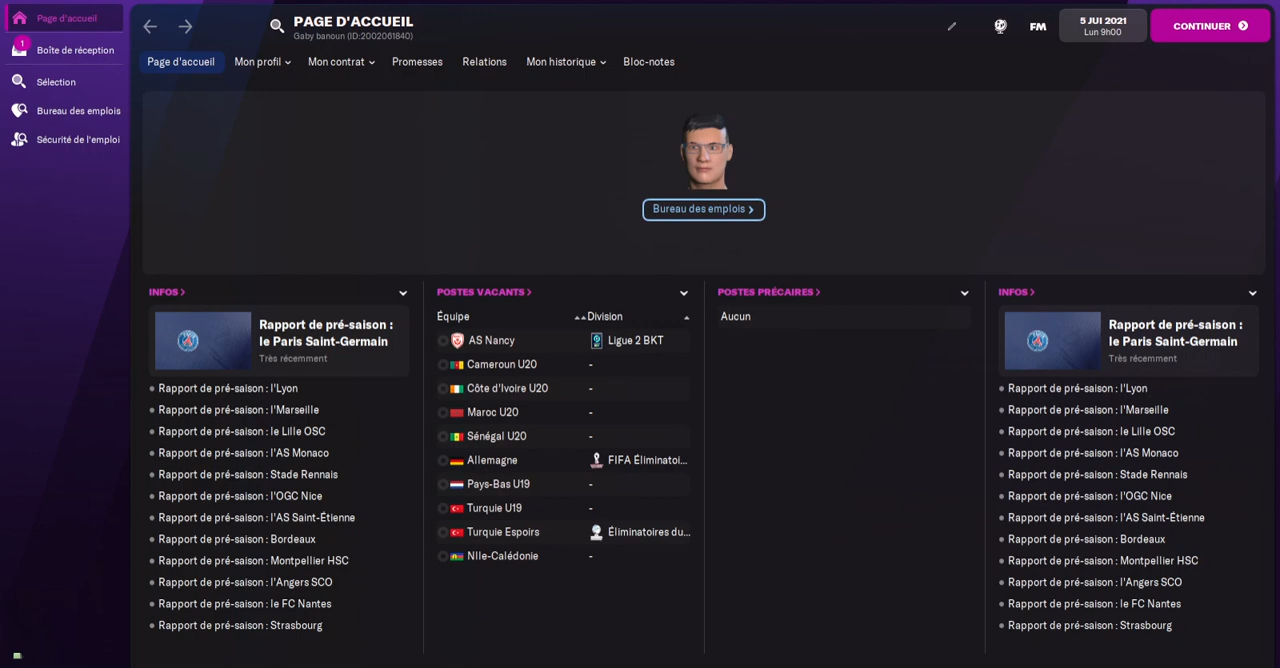 Page d'accueil
1
Boîte de réception
Sélection
Bureau des emplois
Sécurité de l'emploi
PAGE D'ACCUEIL
Gaby banoun (ID:2002061840)
FM
5 JUI 2021
Lun 9h00
CONTINUER
Page d'accueil Mon profil Mon contrat Promesses Relations Mon historique Bloc-notes
Bureau des emplois
INFOS
Rapport de pré-saison :
le Paris Saint-Germain
Très récemment
Rapport de pré-saison : l'Lyon
Rapport de pré-saison : l'Marseille
Rapport de pré-saison : le Lille OSC
Rapport de pré-saison : l'AS Monaco
Rapport de pré-saison : Stade Rennais
Rapport de pré-saison : l'OGC Nice
Rapport de pré-saison : l'AS Saint-Étienne
Rapport de pré-saison : Bordeaux
Rapport de pré-saison : Montpellier HSC
Rapport de pré-saison : l'Angers SCO
Rapport de pré-saison : le FC Nantes
Rapport de pré-saison : Strasbourg
POSTES VACANTS
Équipe Division
AS Nancy Ligue 2 BKT
Cameroun U20 -
Côte d'Ivoire U20 -
Maroc U20 -
Sénégal U20 -
Allemagne FIFA Éliminatoi...
Pays-Bas U19 -
Turquie U19 -
Turquie Espoirs Éliminatoires du...
Nlle-Calédonie -
POSTES PRÉCAIRES
Aucun
INFOS
Rapport de pré-saison :
le Paris Saint-Germain
Très récemment
Rapport de pré-saison : l'Lyon
Rapport de pré-saison : l'Marseille
Rapport de pré-saison : le Lille OSC
Rapport de pré-saison : l'AS Monaco
Rapport de pré-saison : Stade Rennais
Rapport de pré-saison : l'OGC Nice
Rapport de pré-saison : l'AS Saint-Étienne
Rapport de pré-saison : Bordeaux
Rapport de pré-saison : Montpellier HSC
Rapport de pré-saison : l'Angers SCO
Rapport de pré-saison : le FC Nantes
Rapport de pré-saison : Strasbourg